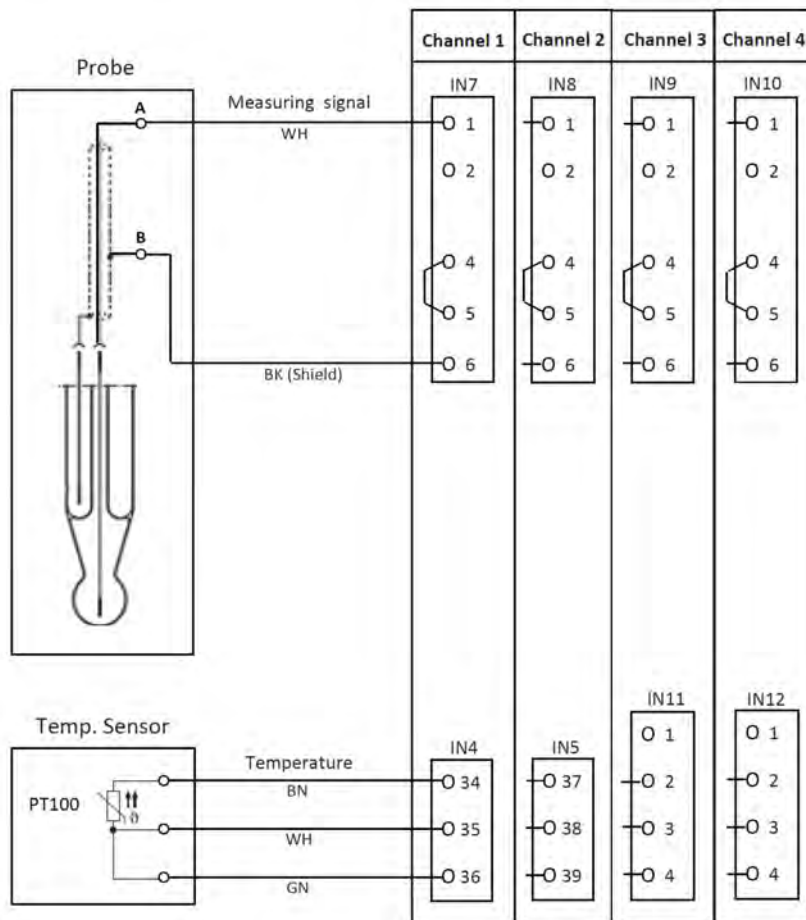 Channel 1 Channel 2 Channel 3 Channel 4
Probe
IN7 IN8 IN9 IN10
A
Measuring signal
WH
1 1 1 1
2 2 2 2
B
4 4 4 4
5 5 5 5
BK (Shield)
6 6 6 6
IN11 IN12
1 1
Temp. Sensor
IN4 IN5
Temperature
BN
34 37 2 2
PT100
ϑ
WH
35 38 3 3
GN
36 39 4 4